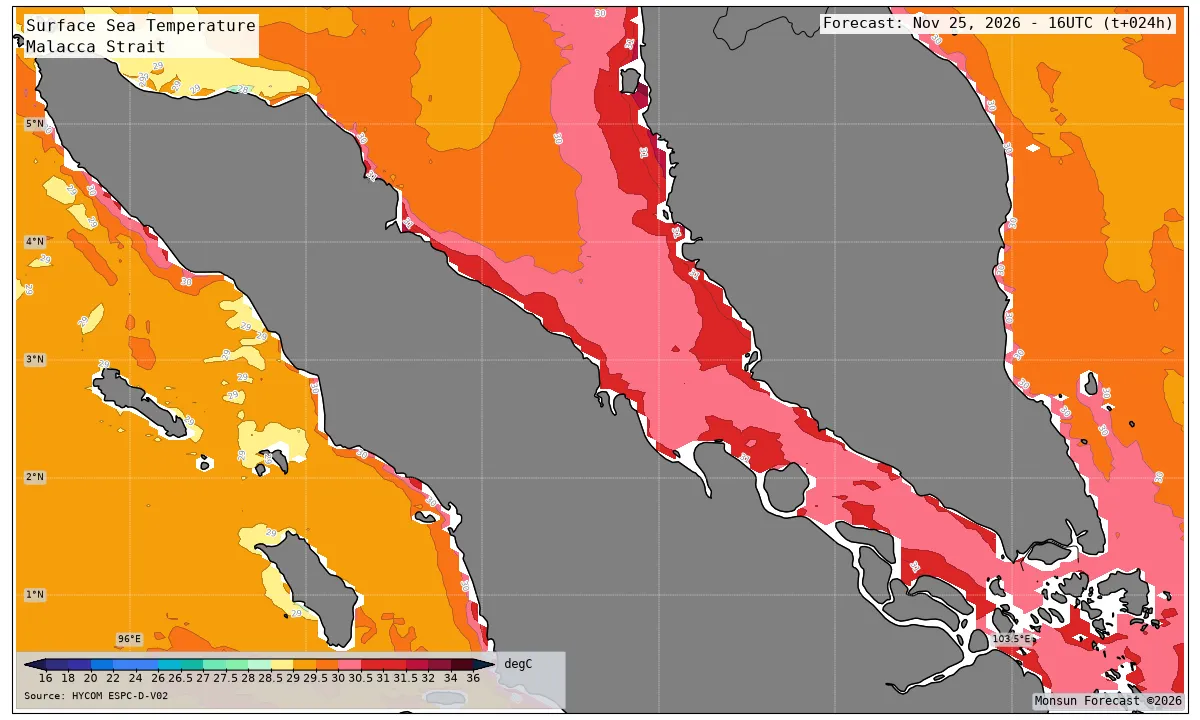 Surface Sea Temperature
Malacca Strait
Forecast: Nov 25, 2026 - 16UTC (t+024h)
5°N
4°N
3°N
2°N
1°N
96°E
103.5°E
degC
16 18 20 22 24 26 26.5 27 27.5 28 28.5 29 29.5 30 30.5 31 31.5 32 34 36
Source: HYCOM ESPC-D-V02
Monsun Forecast ©2026